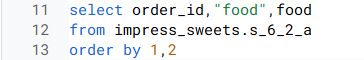 11 select order_id,"food",food
12 from impress_sweets.s_6_2_a
13 order by 1,2